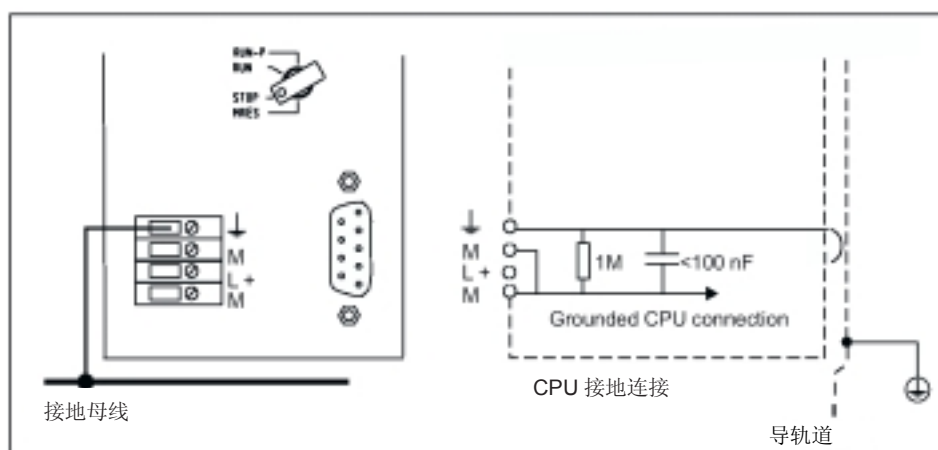 RUN-P
RUN
STOP
MRES
M
L +
M
接地母线
M
L +
M
1M
<100 nF
Grounded CPU connection
CPU 接地连接
导轨道